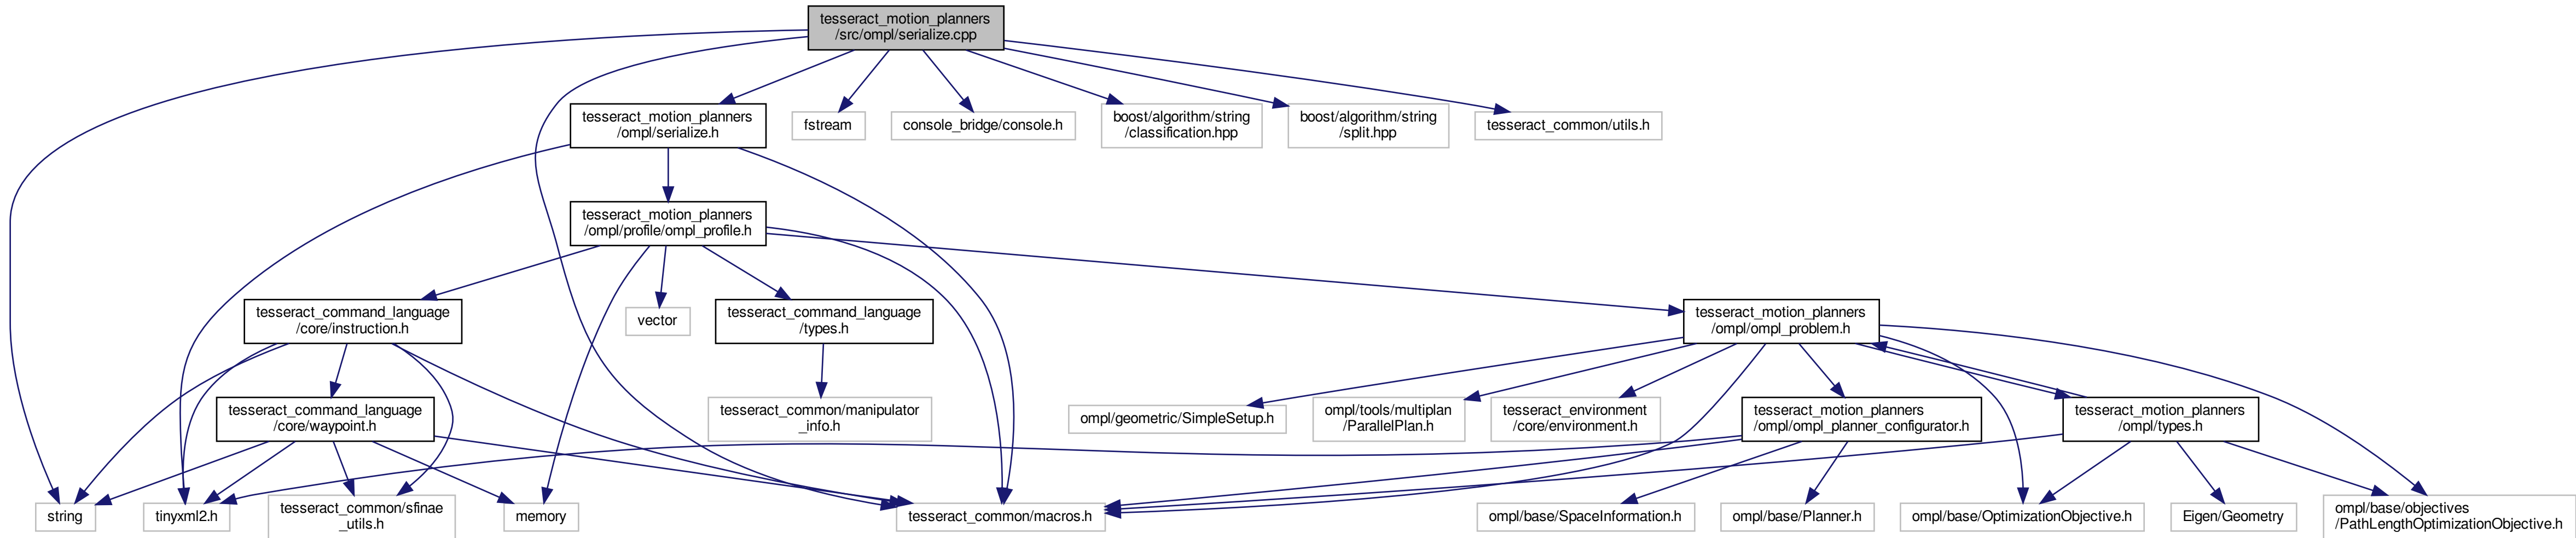 tesseract_motion_planners
/src/ompl/serialize.cpp
tesseract_motion_planners
/ompl/serialize.h
fstream
console_bridge/console.h
boost/algorithm/string
/classification.hpp
boost/algorithm/string
/split.hpp
tesseract_common/utils.h
tesseract_motion_planners
/ompl/profile/ompl_profile.h
tesseract_command_language
/core/instruction.h
vector
tesseract_command_language
/types.h
tesseract_motion_planners
/ompl/ompl_problem.h
tesseract_command_language
/core/waypoint.h
tesseract_common/manipulator
_info.h
ompl/geometric/SimpleSetup.h
ompl/tools/multiplan
/ParallelPlan.h
tesseract_environment
/core/environment.h
tesseract_motion_planners
/ompl/ompl_planner_configurator.h
tesseract_motion_planners
/ompl/types.h
string
tinyxml2.h
tesseract_common/sfinae
_utils.h
memory
tesseract_common/macros.h
ompl/base/SpaceInformation.h
ompl/base/Planner.h
ompl/base/OptimizationObjective.h
Eigen/Geometry
ompl/base/objectives
/PathLengthOptimizationObjective.h